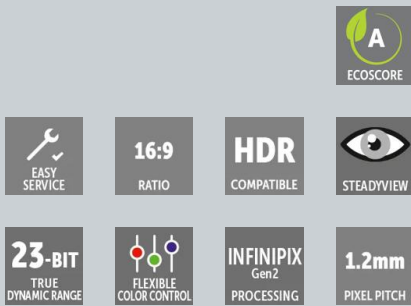 A
ECOSCORE
EASY
SERVICE
16:9
RATIO
HDR
COMPATIBLE
STEADYVIEW
23-BIT
TRUE
DYNAMIC RANGE
FLEXIBLE
COLOR CONTROL
INFINIPIX
Gen2
PROCESSING
1.2mm
PIXEL PITCH